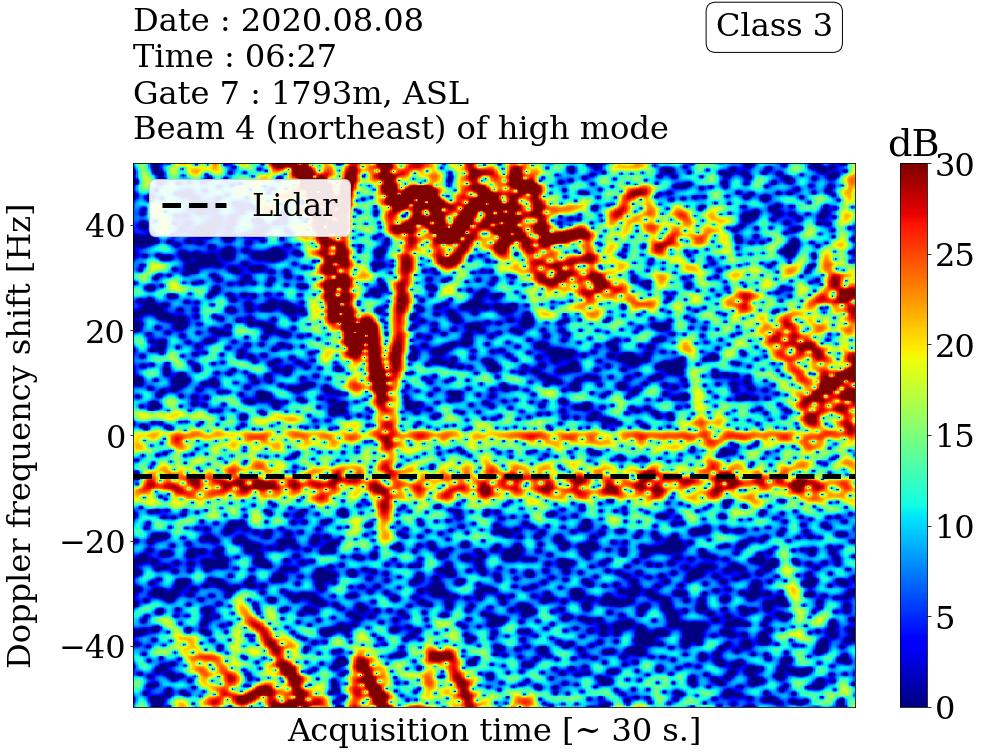 Date : 2020.08.08
Time : 06:27
Gate 7 : 1793m, ASL
Beam 4 (northeast) of high mode
Class 3
dB
Lidar
Doppler frequency shift [Hz]
40
20
0
−20
−40
Acquisition time [~ 30 s.]
30
25
20
15
10
5
0